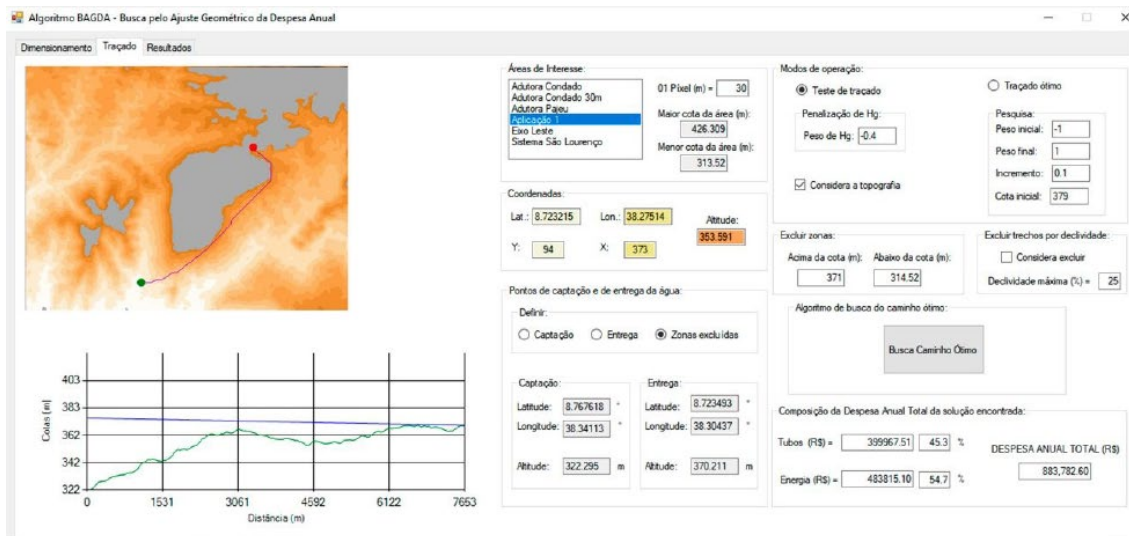 Algoritmo BAGDA - Busca pelo Ajuste Geométrico da Despesa Anual
Dimensionamento Traçado Resultados
Áreas de Interesse:
Adutora Condado
Adutora Condado 30m
Adutora Pajeu
Aplicação 1
Eixo Leste
Sistema São Lourenço
01 Píxel (m) = 30
Maior cota da área (m):
426.309
Menor cota da área (m):
313.52
Coordenadas:
Lat.: 8.723215 Lon.: 38.27514 Altitude:
353.591
Y: 94 X: 373
Pontos de captação e de entrega da água:
Definir:
Captação Entrega Zonas excluídas
Captação:
Latitude: 8.767618 °
Longitude: 38.34113 °
Altitude: 322.295 m
Entrega:
Latitude: 8.723493 °
Longitude: 38.30437 °
Altitude: 370.211 m
Modos de operação:
Teste de traçado
Traçado ótimo
Penalização de Hg:
Peso de Hg: -0.4
Considera a topografia
Pesquisa:
Peso inicial: -1
Peso final: 1
Incremento: 0.1
Cota inicial: 379
Excluir zonas:
Acima da cota (m): Abaixo da cota (m):
371 314.52
Excluir trechos por declividade:
Considera excluir
Declividade máxima (%) = 25
Algoritmo de busca do caminho ótimo:
Busca Caminho Ótimo
Composição da Despesa Anual Total da solução encontrada:
Tubos (R$) = 399967.51 45.3 %
Energia (R$) = 483815.10 54.7 %
DESPESA ANUAL TOTAL (R$)
883,782.60
Cotas [m]
403
383
362
342
322
0 1531 3061 4592 6122 7653
Distância (m)